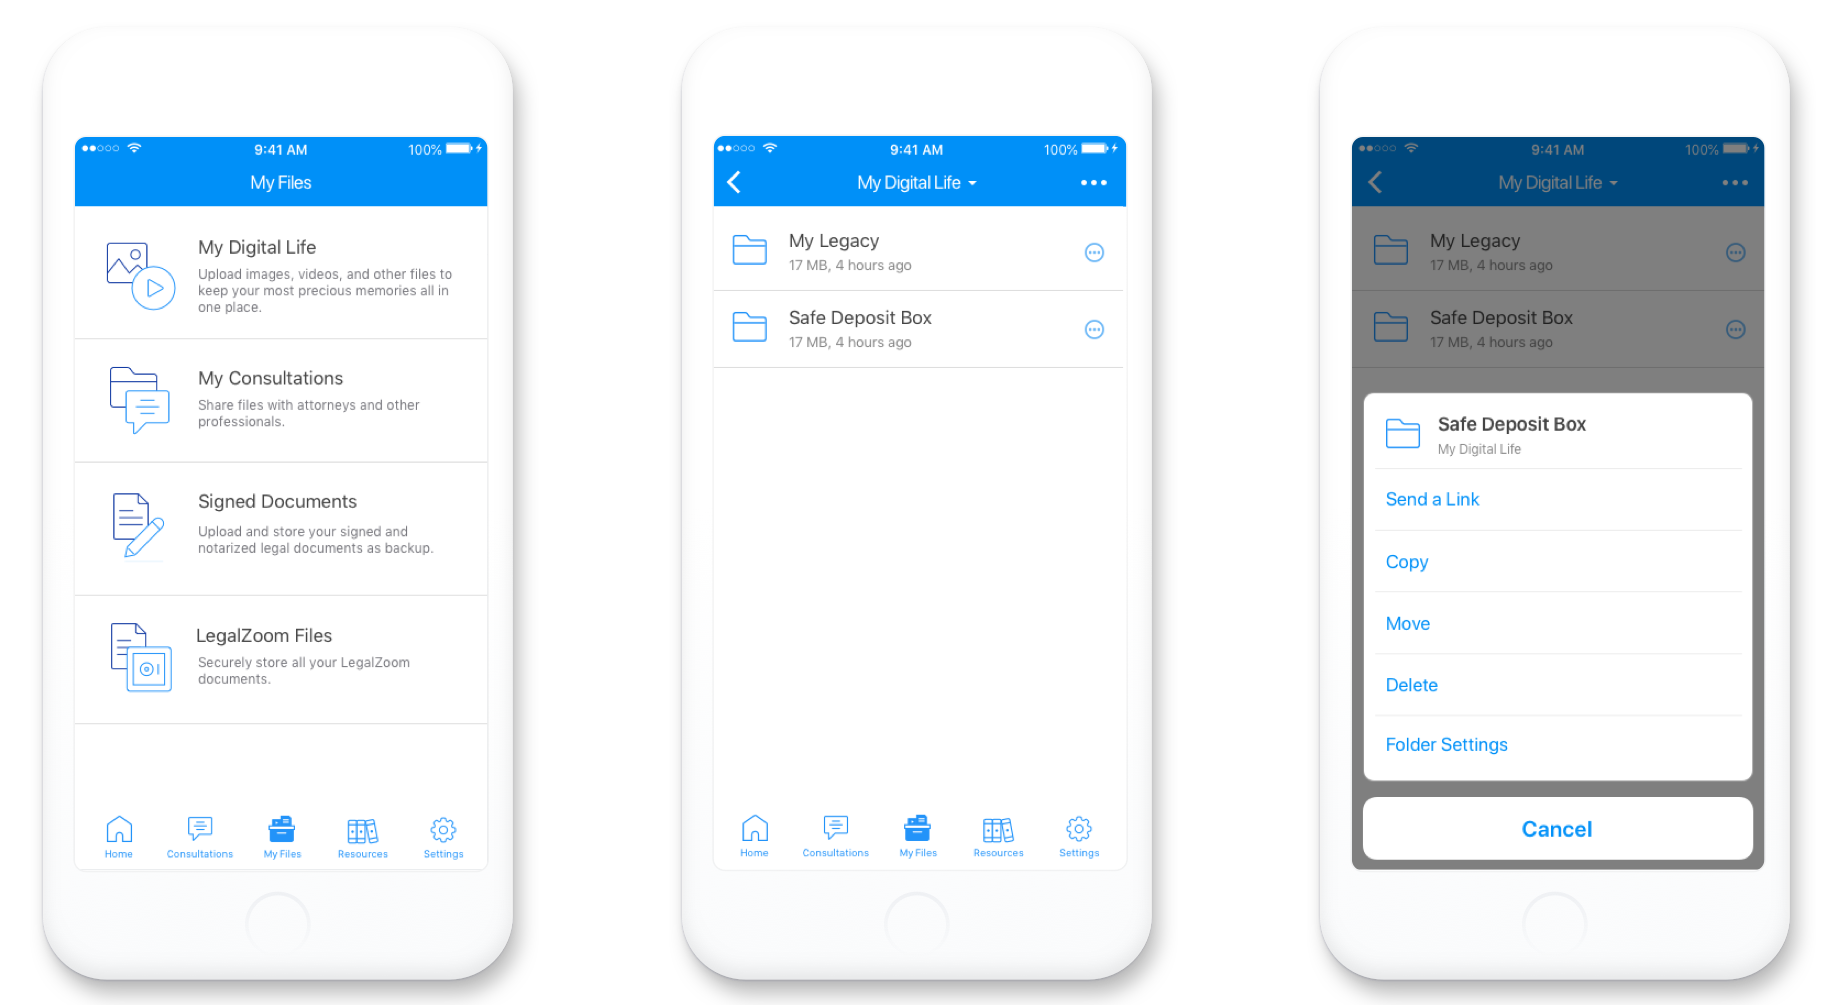 9:41 AM
100%
My Files
My Digital Life
Upload images, videos, and other files to
keep your most precious memories all in
one place.
My Consultations
Share files with attorneys and other
professionals.
Signed Documents
Upload and store your signed and
notarized legal documents as backup.
LegalZoom Files
Securely store all your LegalZoom
documents.
Home
Consultations
My Files
Resources
Settings
9:41 AM
100%
My Digital Life
My Legacy
17 MB, 4 hours ago
Safe Deposit Box
17 MB, 4 hours ago
Home
Consultations
My Files
Resources
Settings
9:41 AM
100%
My Digital Life
My Legacy
17 MB, 4 hours ago
Safe Deposit Box
17 MB, 4 hours ago
Safe Deposit Box
My Digital Life
Send a Link
Copy
Move
Delete
Folder Settings
Cancel